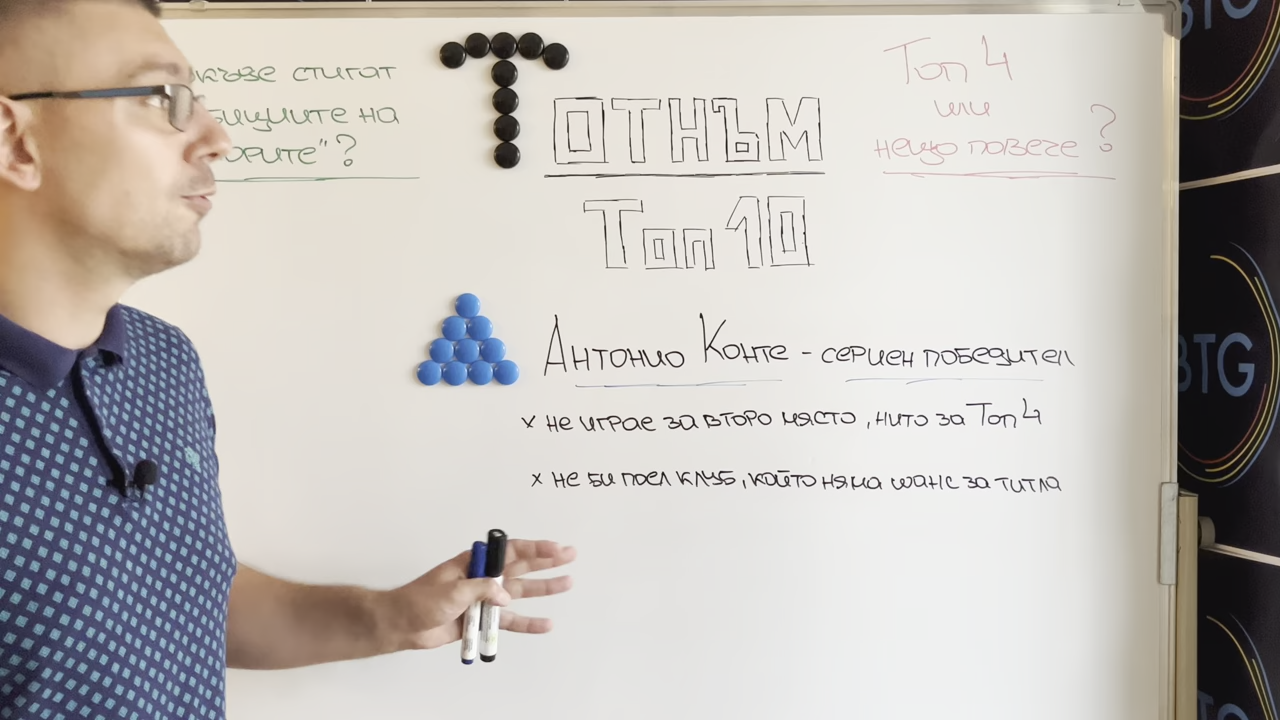 стигат
на
ТОТНЪМ
Топ 10
Топ 4
или
нещо повече?
Антонио Конте - сериен победител
x не играе за второ място, нито за Топ 4
x не би поел клуб, който няма шанс за титла
BTG
BTG